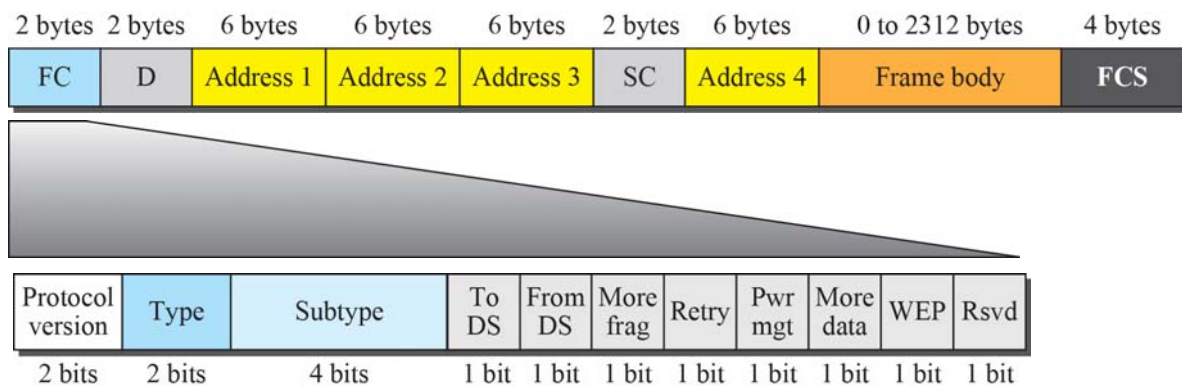 2 bytes 2 bytes 6 bytes 6 bytes 6 bytes 2 bytes 6 bytes 0 to 2312 bytes 4 bytes
FC D Address 1 Address 2 Address 3 SC Address 4 Frame body FCS
Protocol version Type Subtype To DS From DS More frag Retry Pwr mgt More data WEP Rsvd
2 bits 2 bits 4 bits 1 bit 1 bit 1 bit 1 bit 1 bit 1 bit 1 bit 1 bit